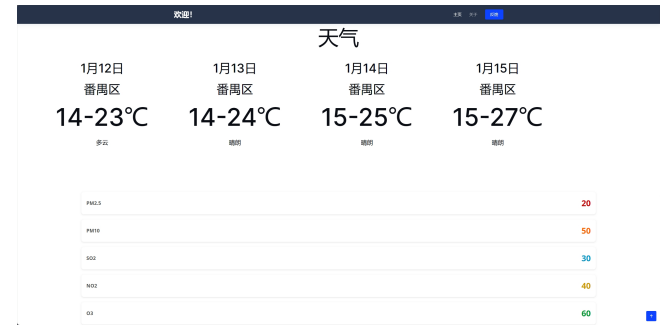 欢迎!
主页 关于
天气
1月12日 1月13日 1月14日 1月15日
番禺区 番禺区 番禺区 番禺区
14-23℃ 14-24℃ 15-25℃ 15-27℃
多云 晴朗 晴朗 晴朗
PM2.5 20
PM10 50
SO2 30
NO2 40
O3 60